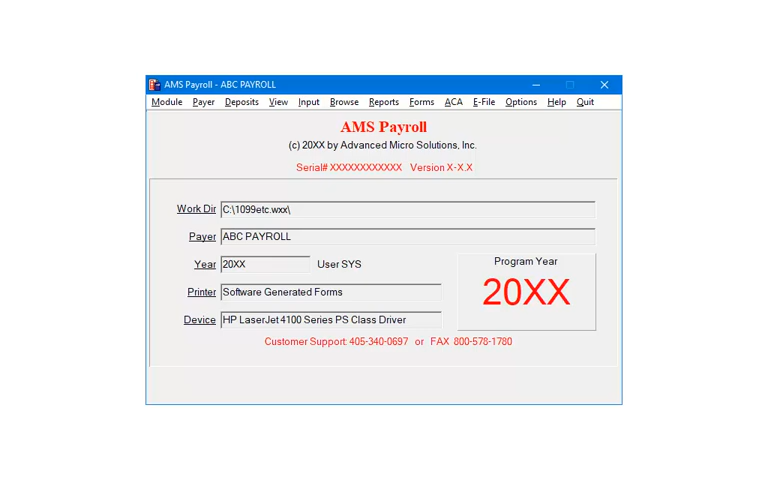 AMS Payroll - ABC PAYROLL
Module Payer Deposits View Input Browse Reports Forms ACA E-File Options Help Quit
AMS Payroll
(c) 20XX by Advanced Micro Solutions, Inc.
Serial# XXXXXXXXXXXX Version X-X.X
Work Dir C:\1099etc.wxx\
Payer ABC PAYROLL
Year 20XX User SYS
Program Year
20XX
Printer Software Generated Forms
Device HP LaserJet 4100 Series PS Class Driver
Customer Support: 405-340-0697 or FAX 800-578-1780